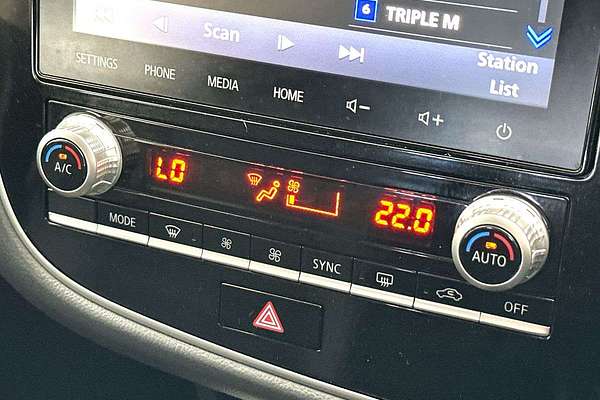 6 TRIPLE M
Scan
Station
List
SETTINGS
PHONE
MEDIA
HOME
A/C
LO
22.0
AUTO
MODE
SYNC
OFF